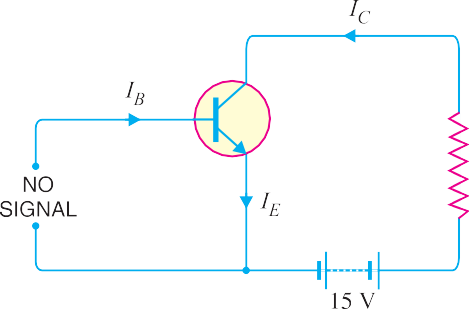 I_C
I_B
NO
SIGNAL
I_E
15 V